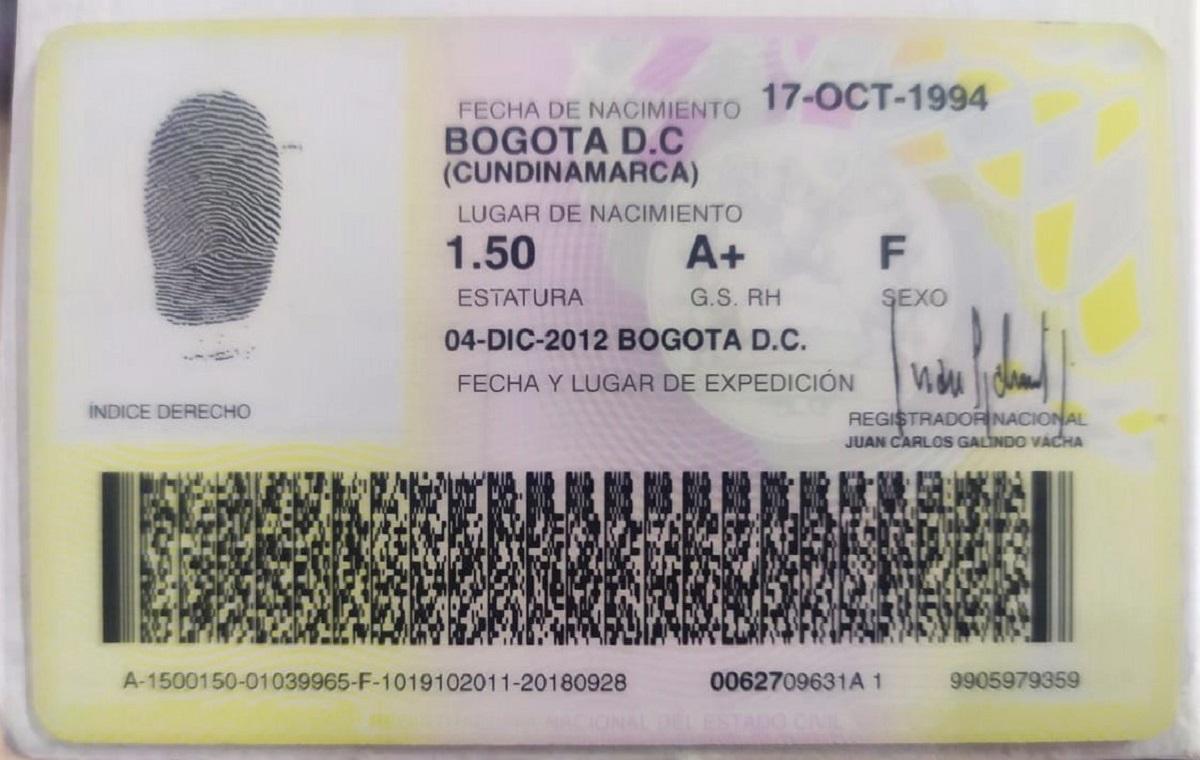 FECHA DE NACIMIENTO 17-OCT-1994
BOGOTA D.C
(CUNDINAMARCA)
LUGAR DE NACIMIENTO
1.50 A+ F
ESTATURA G.S. RH SEXO
04-DIC-2012 BOGOTA D.C.
FECHA Y LUGAR DE EXPEDICIÓN
ÍNDICE DERECHO
REGISTRADOR NACIONAL
JUAN CARLOS GALINDO VÁCHA
A-1500150-01039965-F-1019102011-20180928 0062709631A 1 9905979359
NACIONAL DEL ESTADO CIVIL